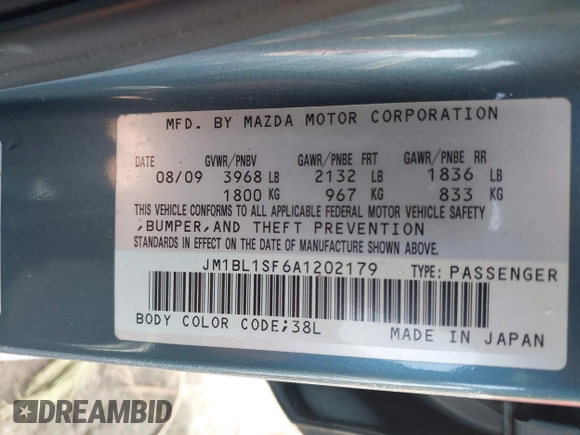 MFD. BY MAZDA MOTOR CORPORATION
DATE GVWR/PNBV GAWR/PNBE FRT GAWR/PNBE RR
08/09 3968 LB 2132 LB 1836 LB
1800 KG 967 KG 833 KG
THIS VEHICLE CONFORMS TO ALL APPLICABLE FEDERAL MOTOR VEHICLE SAFETY
,BUMPER,AND THEFT PREVENTION
STANDARDS IN EFFECT ON THE DATE OF MANUFACTURE SHOWN ABOVE.
JM1BL1SF6A1202179 TYPE: PASSENGER
BODY COLOR CODE;38L MADE IN JAPAN
DREAMBID